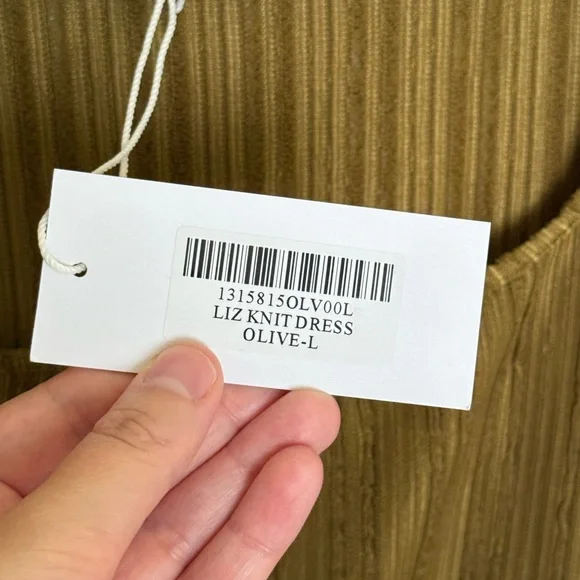 1315815OLV00L
LIZ KNIT DRESS
OLIVE-L